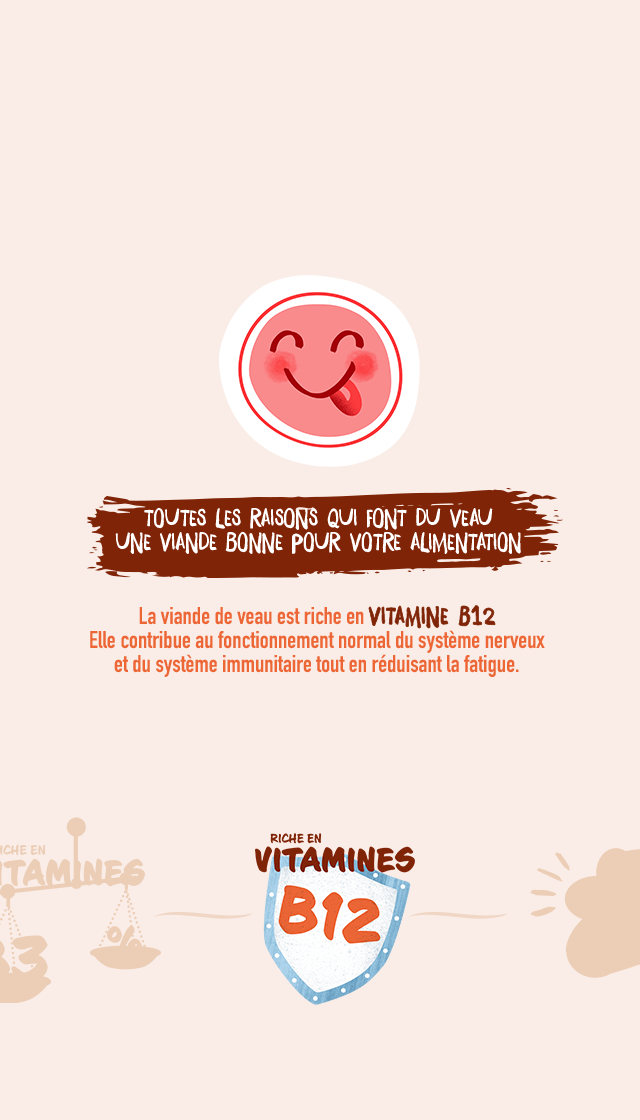 TOUTES LES RAISONS QUI FONT DU VEAU
UNE VIANDE BONNE POUR VOTRE ALIMENTATION
La viande de veau est riche en VITAMINE B12
Elle contribue au fonctionnement normal du système nerveux
et du système immunitaire tout en réduisant la fatigue.
RICHE EN
VITAMINES
B12
%